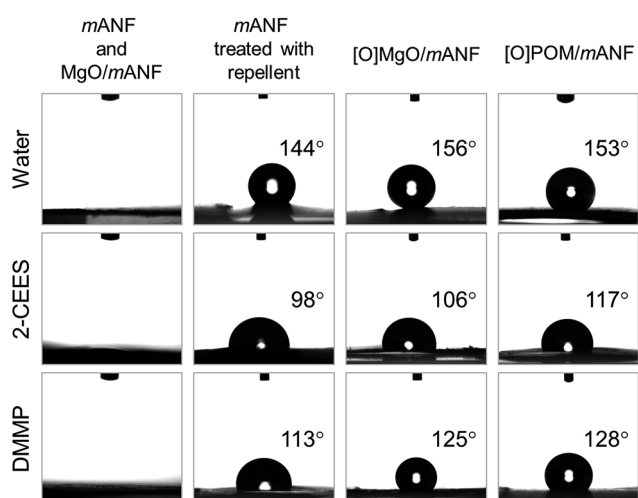 mANF
and
MgO/mANF
mANF
treated with
repellent
[O]MgO/mANF
[O]POM/mANF
Water
144°
156°
153°
2-CEES
98°
106°
117°
DMMP
113°
125°
128°